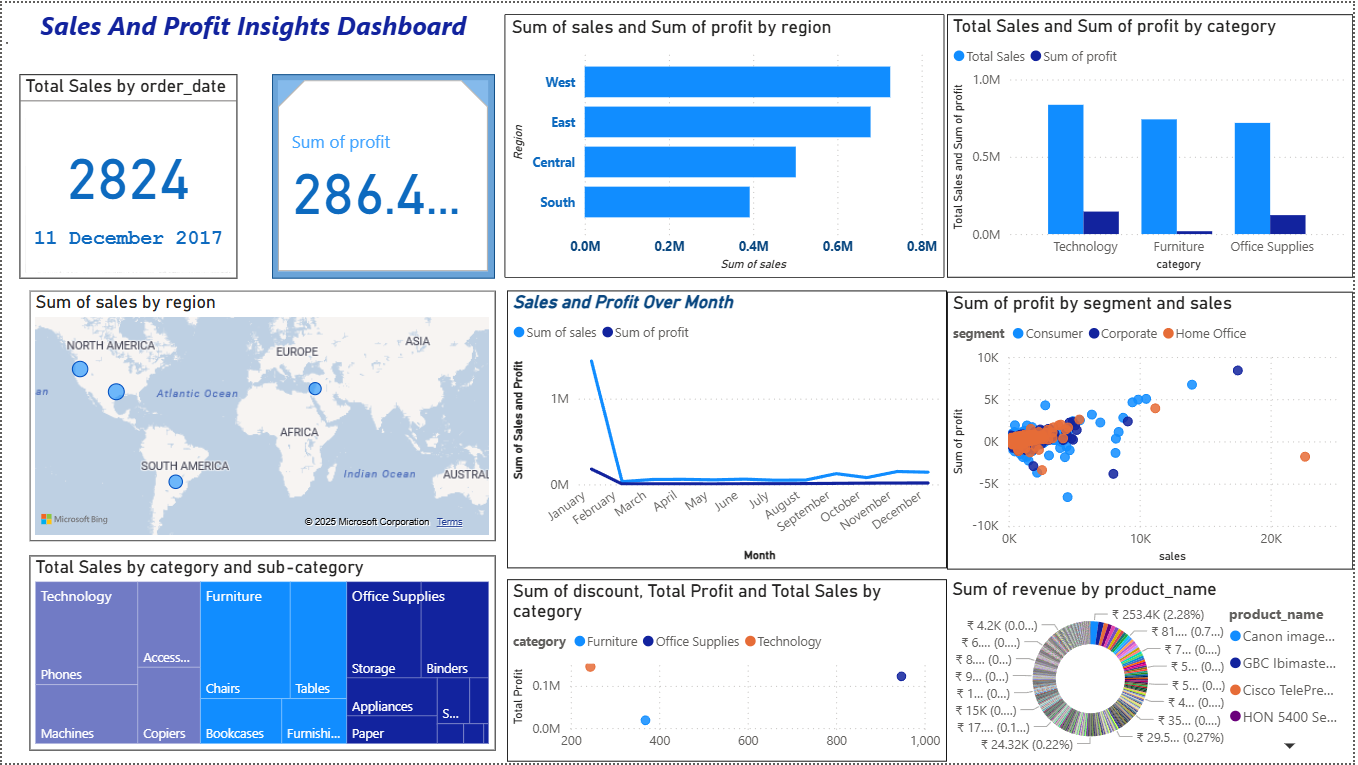 Sales And Profit Insights Dashboard
Total Sales by order_date
2824
11 December 2017
Sum of profit
286.4...
Sum of sales and Sum of profit by region
Region
West
East
Central
South
0.0M 0.2M 0.4M 0.6M 0.8M
Sum of sales
Total Sales and Sum of profit by category
Total Sales Sum of profit
Total Sales and Sum of profit
1.0M
0.5M
0.0M
Technology Furniture Office Supplies
category
Sum of sales by region
NORTH AMERICA
EUROPE
ASIA
an
Atlantic Ocean
AFRICA
SOUTH AMERICA
Indian Ocean
AUSTRAL
Microsoft Bing
© 2025 Microsoft Corporation Terms
Sales and Profit Over Month
Sum of sales Sum of profit
Sum of Sales and Profit
1M
0M
January February March April May June July August September October November December
Month
Sum of profit by segment and sales
segment Consumer Corporate Home Office
Sum of profit
10K
5K
0K
-5K
-10K
0K 10K 20K
sales
Total Sales by category and sub-category
Technology
Phones
Machines
Access...
Copiers
Furniture
Chairs
Tables
Bookcases
Furnishi...
Office Supplies
Storage
Binders
Appliances
S...
Paper
Sum of discount, Total Profit and Total Sales by
category
category Furniture Office Supplies Technology
Total Profit
0.1M
0.0M
200 400 600 800 1,000
Sum of revenue by product_name
₹ 253.4K (2.28%)
₹ 81.... (0.7...)
₹ 7... (0....)
₹ 5... (0...)
₹ 5... (0...)
₹ 4... (0....)
₹ 35... (0....)
₹ 29.5... (0.27%)
₹ 24.32K (0.22%)
₹ 17.... (0.1...)
₹ 15K (0....)
₹ 1... (0....)
₹ 9... (0...)
₹ 8.... (0...)
₹ 6.... (0....)
₹ 4.2K (0.0...)
product_name
Canon image...
GBC Ibimaste...
Cisco TelePre...
HON 5400 Se...